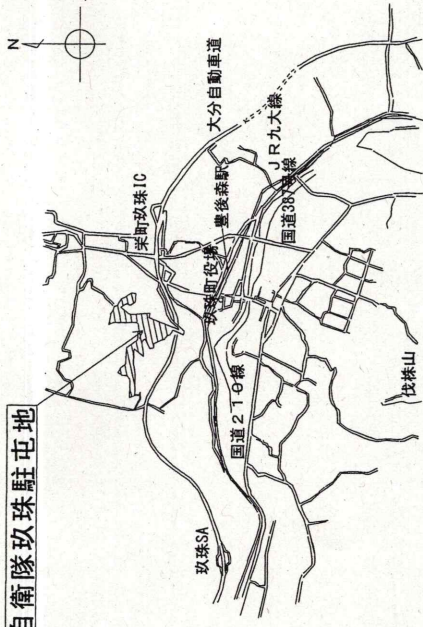 自衛隊玖珠駐屯地
N
大分自動車道
栄町玖珠IC
豊後森駅
JR九大線
国道387号線
玖珠町役場
国道210線
玖珠SA
伐株山